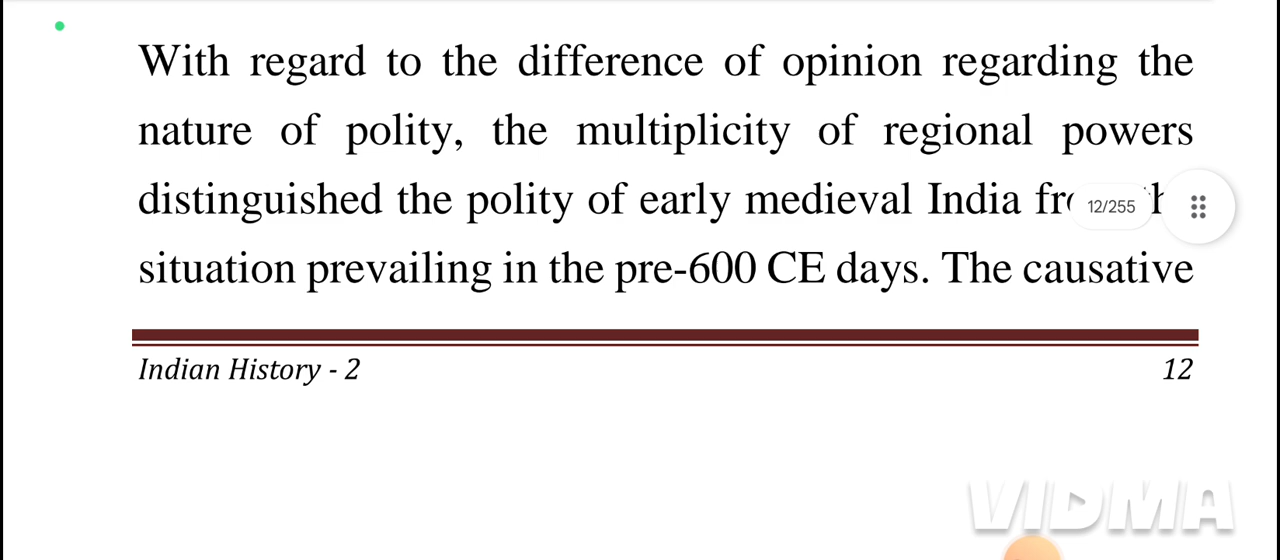 With regard to the difference of opinion regarding the
nature of polity, the multiplicity of regional powers
distinguished the polity of early medieval India
12/255
situation prevailing in the pre-600 CE days. The causative
Indian History - 2
12
VIDMA